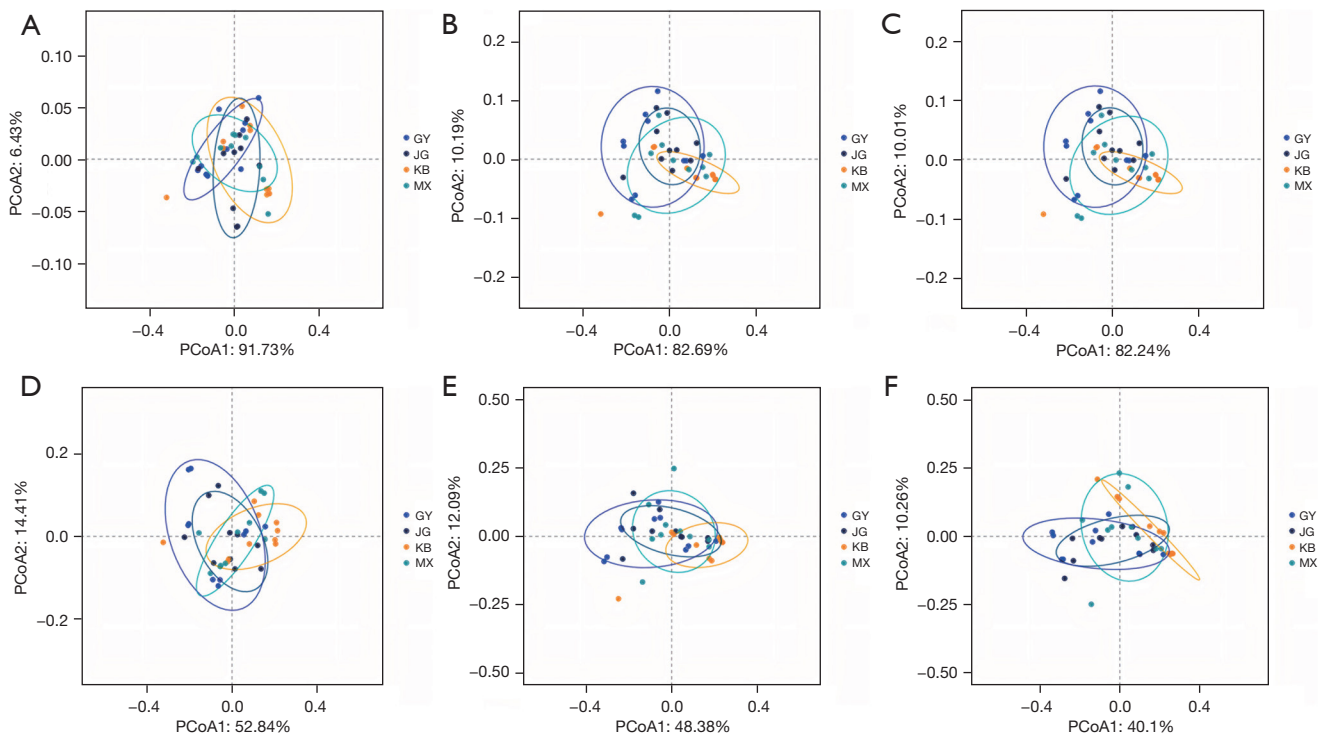 A
PCoA2: 6.43%
0.10
0.05
0.00
−0.05
−0.10
−0.4
0.0
0.4
PCoA1: 91.73%
GY
JG
KB
MX
B
PCoA2: 10.19%
0.2
0.1
0.0
−0.1
−0.2
−0.4
0.0
0.4
PCoA1: 82.69%
GY
JG
KB
MX
C
PCoA2: 10.01%
0.2
0.1
0.0
−0.1
−0.2
−0.4
0.0
0.4
PCoA1: 82.24%
GY
JG
KB
MX
D
PCoA2: 14.41%
0.2
0.0
−0.2
−0.4
0.0
0.4
PCoA1: 52.84%
GY
JG
KB
MX
E
PCoA2: 12.09%
0.50
0.25
0.00
−0.25
−0.50
−0.4
0.0
0.4
PCoA1: 48.38%
GY
JG
KB
MX
F
PCoA2: 10.26%
0.50
0.25
0.00
−0.25
−0.50
−0.4
0.0
0.4
PCoA1: 40.1%
GY
JG
KB
MX